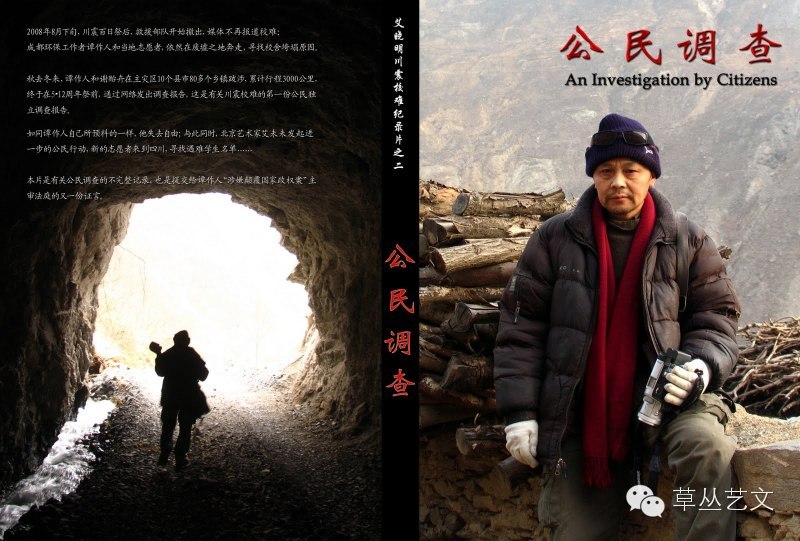 2008年8月下旬，川震百日祭后，救援部队开始撤出，媒体不再报道校难；
成都环保工作者谭作人和当地志愿者，依然在废墟之地奔走，寻找校舍垮塌原因。
秋去冬来，谭作人和谢贻卉在主灾区10个县市80多个乡镇跋涉，累计行程3000公里，
终于在5•12周年祭前，通过网络发出调查报告，这是有关川震校难的第一份公民独
立调查报告。
如同谭作人自己所预料的一样，他失去自由；与此同时，北京艺术家艾未未发起进
一步的公民行动，新的志愿者来到四川，寻找遇难学生名单……
本片是有关公民调查的不完整记录，也是提交给谭作人“涉嫌颠覆国家政权案”主
审法庭的又一份证言。
艾晓明川震校难纪录片之二
公民调查
公民调查
An Investigation by Citizens
草丛艺文